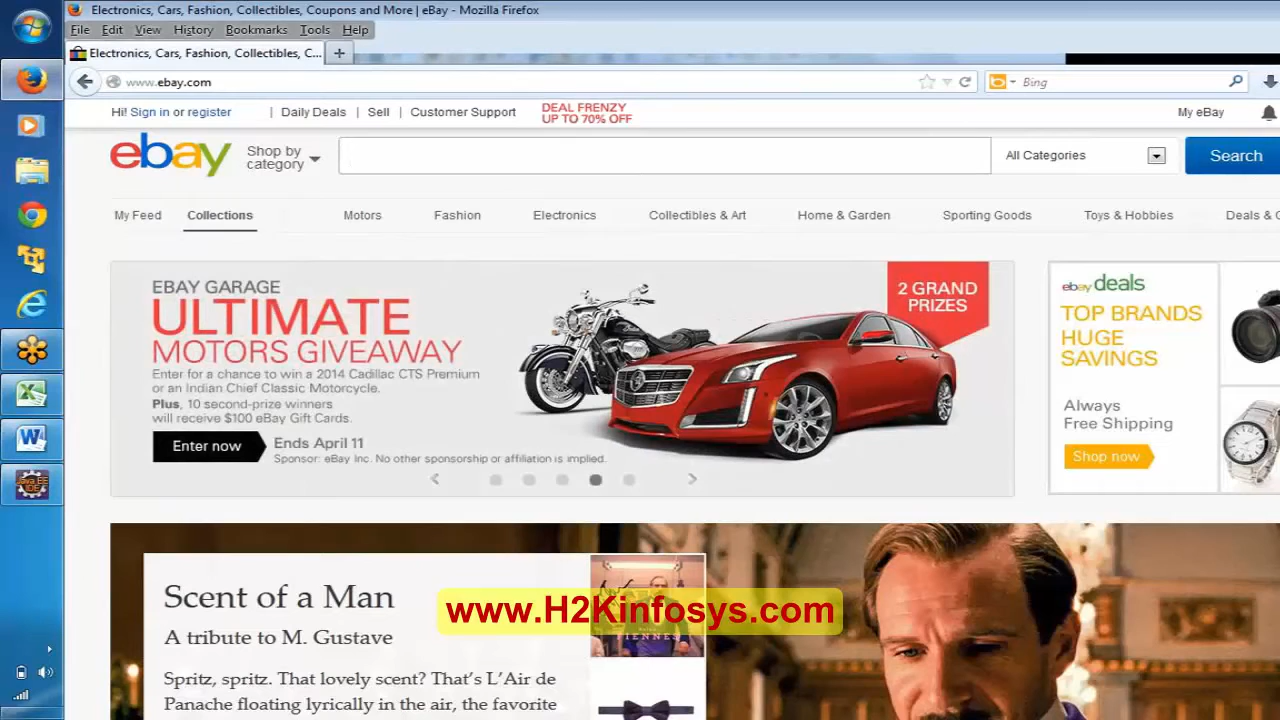 Electronics, Cars, Fashion, Collectibles, Coupons and More | eBay - Mozilla Firefox
File Edit View History Bookmarks Tools Help
Electronics, Cars, Fashion, Collectibles, C... +
www.ebay.com
Bing
Hi! Sign in or register | Daily Deals | Sell | Customer Support
DEAL FRENZY
UP TO 70% OFF
My eBay
ebay
Shop by
category
All Categories
Search
My Feed Collections Motors Fashion Electronics Collectibles & Art Home & Garden Sporting Goods Toys & Hobbies Deals &
EBAY GARAGE
ULTIMATE
MOTORS GIVEAWAY
Enter for a chance to win a 2014 Cadillac CTS Premium
or an Indian Chief Classic Motorcycle.
Plus, 10 second-prize winners
will receive $100 eBay Gift Cards.
Enter now
Ends April 11
Sponsor: eBay Inc. No other sponsorship or affiliation is implied.
2 GRAND
PRIZES
ebay deals
TOP BRANDS
HUGE
SAVINGS
Always
Free Shipping
Shop now
Java EE
IDE
Scent of a Man
A tribute to M. Gustave
Spritz, spritz. That lovely scent? That's L'Air de
Panache floating lyrically in the air, the favorite
FIENNES
www.H2Kinfosys.com